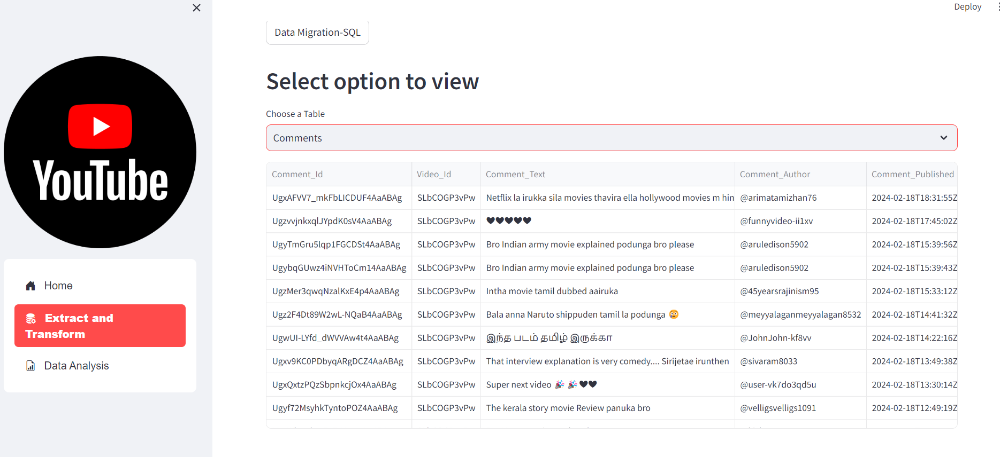 Deploy
YouTube
Home
Extract and
Transform
Data Analysis
Data Migration-SQL
Select option to view
Choose a Table
Comments
Comment_Id Video_Id Comment_Text Comment_Author Comment_Published
UgxAFVV7_mkFbLICDUF4AaABAg SLbCOGP3vPw Netflix la irukka sila movies thavira ella hollywood movies m hin @arimatamizhan76 2024-02-18T18:31:55Z
UgzvvjnkxqlJYpdK0sV4AaABAg SLbCOGP3vPw 🖤🖤🖤🖤🖤 @funnyvideo-ii1xv 2024-02-18T17:45:02Z
UgyTmGru5lqp1FGCDSt4AaABAg SLbCOGP3vPw Bro Indian army movie explained podunga bro please @aruledison5902 2024-02-18T15:39:56Z
UgybqGUwz4iNVHToCm14AaABAg SLbCOGP3vPw Bro Indian army movie explained podunga bro please @aruledison5902 2024-02-18T15:39:43Z
UgzMer3qwqNzalKxE4p4AaABAg SLbCOGP3vPw Intha movie tamil dubbed aairuka @45yearsrajinism95 2024-02-18T15:33:12Z
Ugz2F4Dt89W2wL-NQaB4AaABAg SLbCOGP3vPw Bala anna Naruto shippuden tamil la podunga 😭 @meyyalaganmeyyalagan8532 2024-02-18T14:41:32Z
UgwUI-LYfd_dWVVAw4t4AaABAg SLbCOGP3vPw இந்த படம் தமிழ் இருக்கா @JohnJohn-kf8vv 2024-02-18T14:22:16Z
Ugxv9KC0PDbyqARgDCZ4AaABAg SLbCOGP3vPw That interview explanation is very comedy.... Sirijetae irunthen @sivaram8033 2024-02-18T13:49:38Z
UgxQxtzPQzSbpnkcjOx4AaABAg SLbCOGP3vPw Super next video 🎉 🎉🖤🖤 @user-vk7do3qd5u 2024-02-18T13:30:14Z
Ugyf72MsyhkTyntoPOZ4AaABAg SLbCOGP3vPw The kerala story movie Review panuka bro @velligsvelligs1091 2024-02-18T12:49:19Z